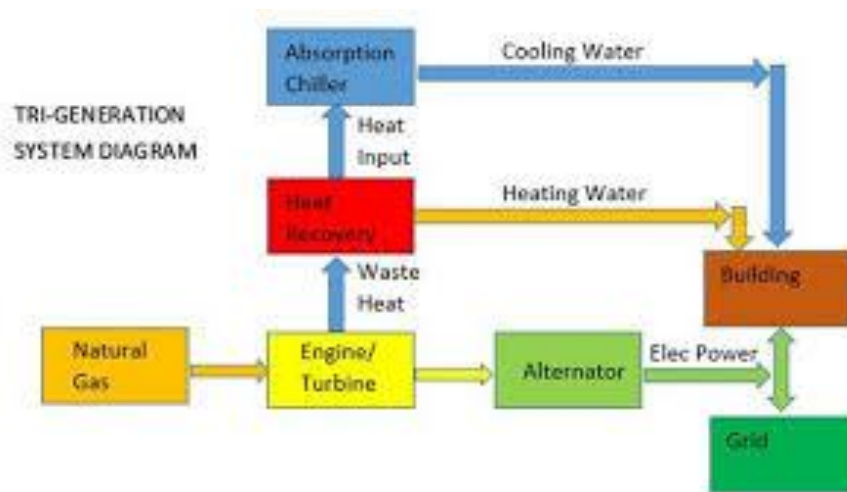 Absorption
Chiller
Cooling Water
TRI-GENERATION
SYSTEM DIAGRAM
Heat
Input
Heat
Recovery
Heating Water
Waste
Heat
Building
Natural
Gas
Engine/
Turbine
Alternator
Elec Power
Grid